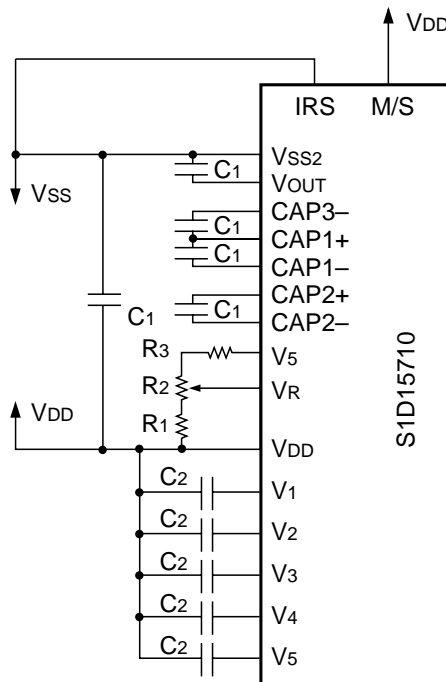 VDD
IRS M/S
VSS2
C1
VOUT
VSS
CAP3–
C1
CAP1+
C1
CAP1–
CAP2+
C1
C1
CAP2–
R3
V5
R2
VR
VDD
R1
VDD
S1D15710
C2
V1
C2
V2
C2
V3
C2
V4
C2
V5